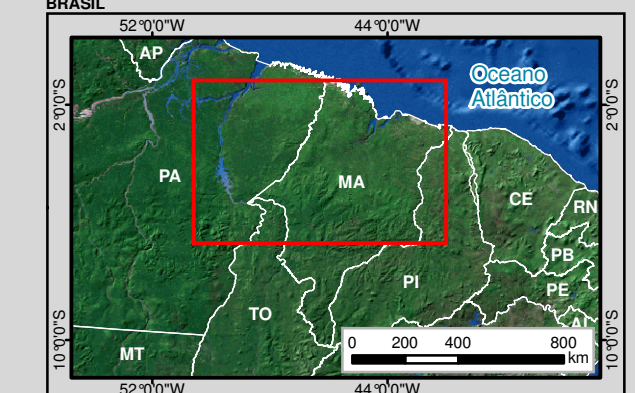 BRASIL
52°0'0"W 44°0'0"W
AP
Oceano
Atlântico
2°0'0"S 2°0'0"S
PA
MA
CE
RN
PB
PI
PE
TO
AL
MT
0 200 400 800
km
10°0'0"S 10°0'0"S
52°0'0"W 44°0'0"W